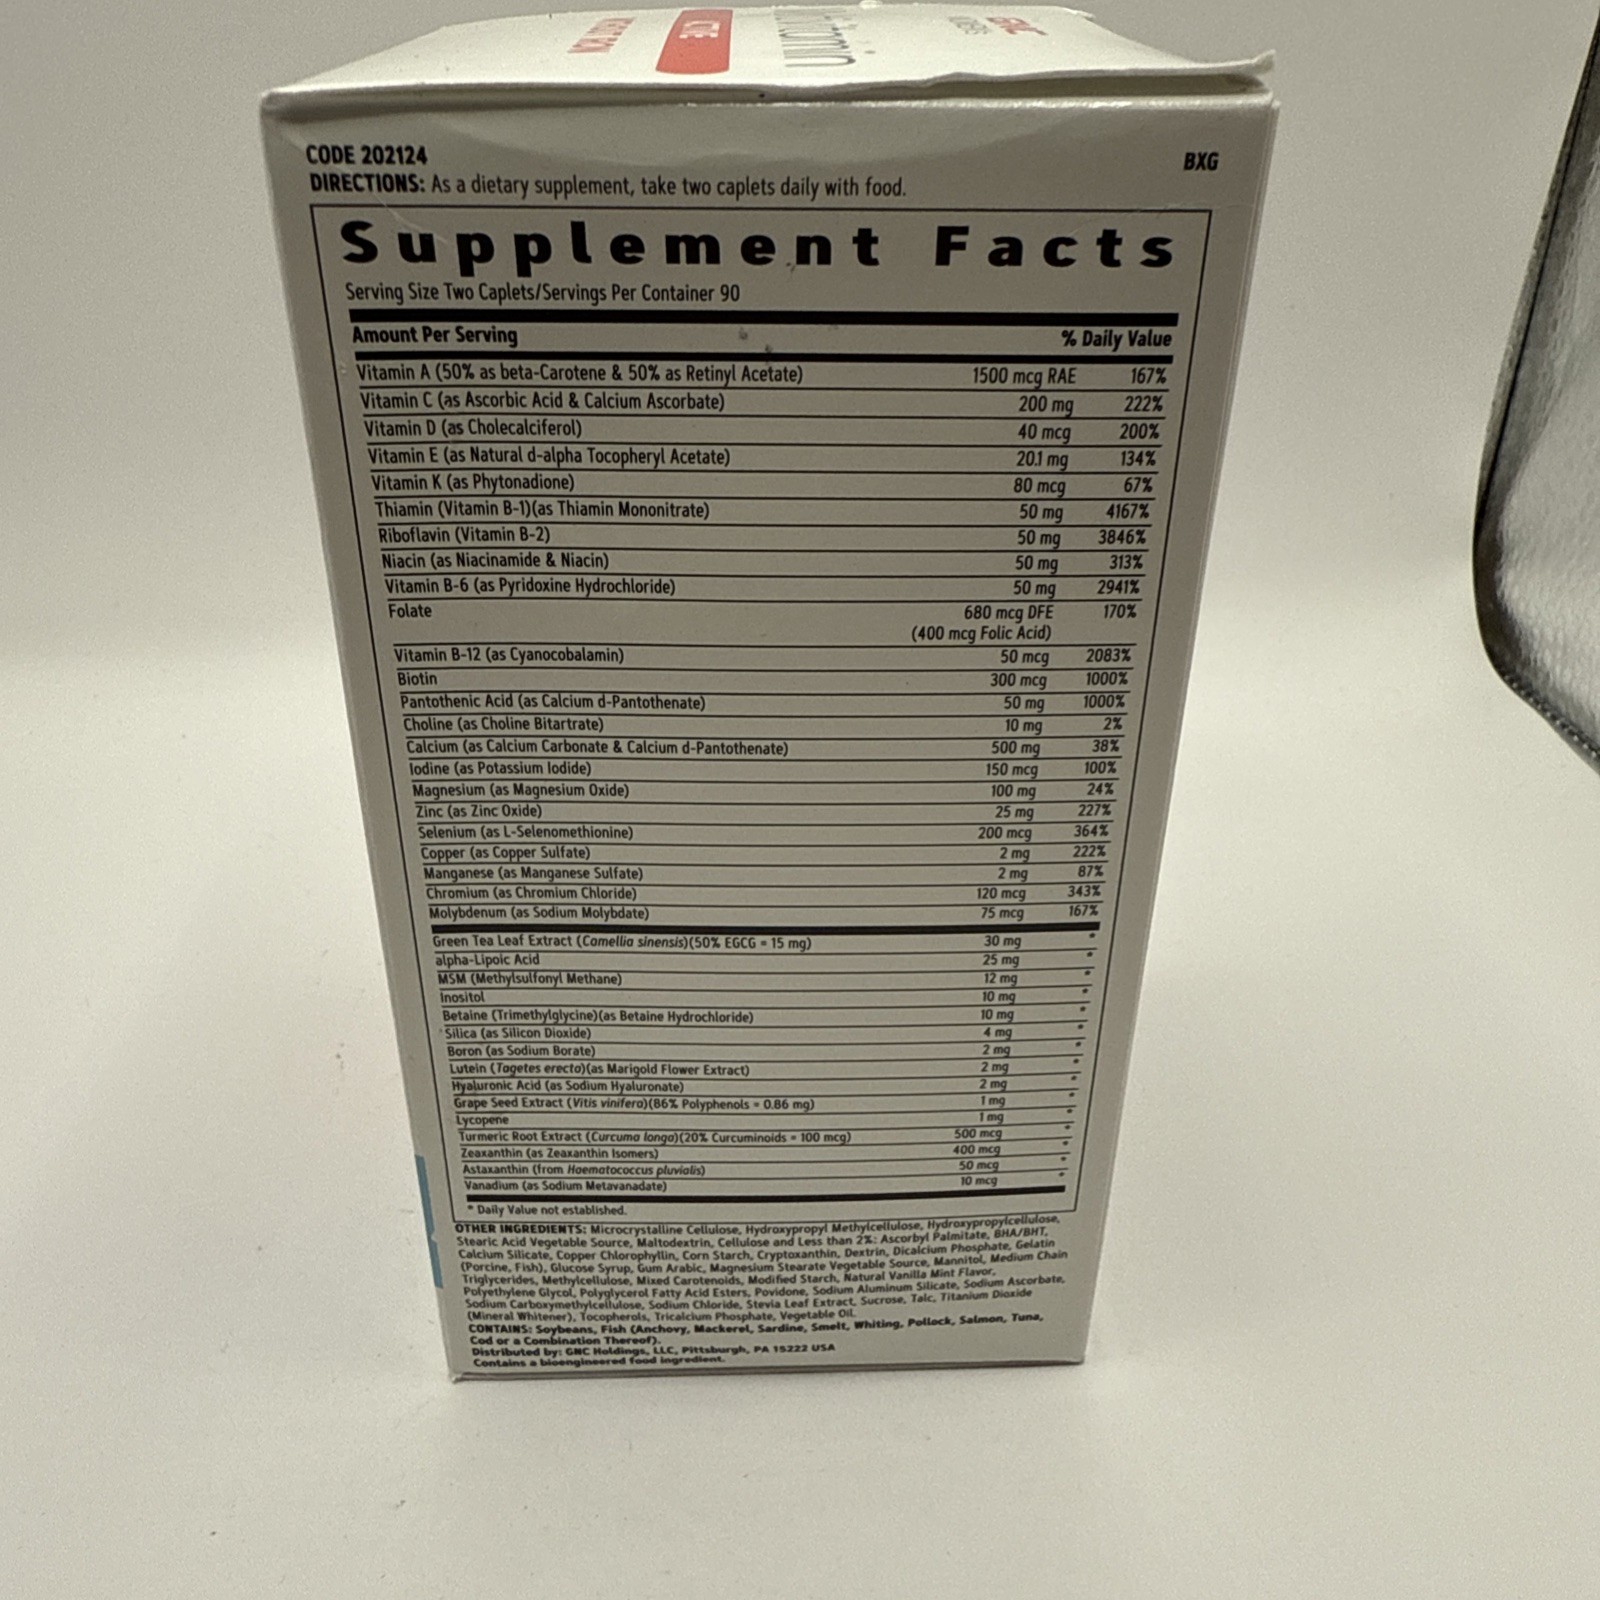 GNC
ACTIVE
CODE 202124
BXG
DIRECTIONS: As a dietary supplement, take two caplets daily with food.
Supplement Facts
Serving Size Two Caplets/Servings Per Container 90
Amount Per Serving % Daily Value
Vitamin A (50% as beta-Carotene & 50% as Retinyl Acetate) 1500 mcg RAE 167%
Vitamin C (as Ascorbic Acid & Calcium Ascorbate) 200 mg 222%
Vitamin D (as Cholecalciferol) 40 mcg 200%
Vitamin E (as Natural d-alpha Tocopheryl Acetate) 20.1 mg 134%
Vitamin K (as Phytonadione) 80 mcg 67%
Thiamin (Vitamin B-1)(as Thiamin Mononitrate) 50 mg 4167%
Riboflavin (Vitamin B-2) 50 mg 3846%
Niacin (as Niacinamide & Niacin) 50 mg 313%
Vitamin B-6 (as Pyridoxine Hydrochloride) 50 mg 2941%
Folate 680 mcg DFE 170%
(400 mcg Folic Acid)
Vitamin B-12 (as Cyanocobalamin) 50 mcg 2083%
Biotin 300 mcg 1000%
Pantothenic Acid (as Calcium d-Pantothenate) 50 mg 1000%
Choline (as Choline Bitartrate) 10 mg 2%
Calcium (as Calcium Carbonate & Calcium d-Pantothenate) 500 mg 38%
Iodine (as Potassium Iodide) 150 mcg 100%
Magnesium (as Magnesium Oxide) 100 mg 24%
Zinc (as Zinc Oxide) 25 mg 227%
Selenium (as L-Selenomethionine) 200 mcg 364%
Copper (as Copper Sulfate) 2 mg 222%
Manganese (as Manganese Sulfate) 2 mg 87%
Chromium (as Chromium Chloride) 120 mcg 343%
Molybdenum (as Sodium Molybdate) 75 mcg 167%
Green Tea Leaf Extract (Camellia sinensis)(50% EGCG = 15 mg) 30 mg *
alpha-Lipoic Acid 25 mg *
MSM (Methylsulfonyl Methane) 12 mg *
Inositol 10 mg *
Betaine (Trimethylglycine)(as Betaine Hydrochloride) 10 mg *
Silica (as Silicon Dioxide) 4 mg *
Boron (as Sodium Borate) 2 mg *
Lutein (Tagetes erecta)(as Marigold Flower Extract) 2 mg *
Hyaluronic Acid (as Sodium Hyaluronate) 2 mg *
Grape Seed Extract (Vitis vinifera)(86% Polyphenols = 0.86 mg) 1 mg *
Lycopene 1 mg *
Turmeric Root Extract (Curcuma longa)(20% Curcuminoids = 100 mcg) 500 mcg *
Zeaxanthin (as Zeaxanthin Isomers) 400 mcg *
Astaxanthin (from Haematococcus pluvialis) 50 mcg *
Vanadium (as Sodium Metavanadate) 10 mcg *
* Daily Value not established.
OTHER INGREDIENTS: Microcrystalline Cellulose, Hydroxypropyl Methylcellulose, Hydroxypropylcellulose,
Stearic Acid Vegetable Source, Maltodextrin, Cellulose and Less than 2%: Ascorbyl Palmitate, BHA/BHT,
Calcium Silicate, Copper Chlorophyllin, Corn Starch, Cryptoxanthin, Dextrin, Dicalcium Phosphate, Gelatin
(Porcine, Fish), Glucose Syrup, Gum Arabic, Magnesium Stearate Vegetable Source, Mannitol, Medium Chain
Triglycerides, Methylcellulose, Mixed Carotenoids, Modified Starch, Natural Vanilla Mint Flavor,
Polyethylene Glycol, Polyglycerol Fatty Acid Esters, Povidone, Sodium Aluminum Silicate, Sodium Ascorbate,
Sodium Carboxymethylcellulose, Sodium Chloride, Stevia Leaf Extract, Sucrose, Talc, Titanium Dioxide
(Mineral Whitener), Tocopherols, Tricalcium Phosphate, Vegetable Oil.
CONTAINS: Soybeans, Fish (Anchovy, Mackerel, Sardine, Smelt, Whiting, Pollock, Salmon, Tuna,
Cod or a Combination Thereof).
Distributed by: GNC Holdings, LLC, Pittsburgh, PA 15222 USA
Contains a bioengineered food ingredient.